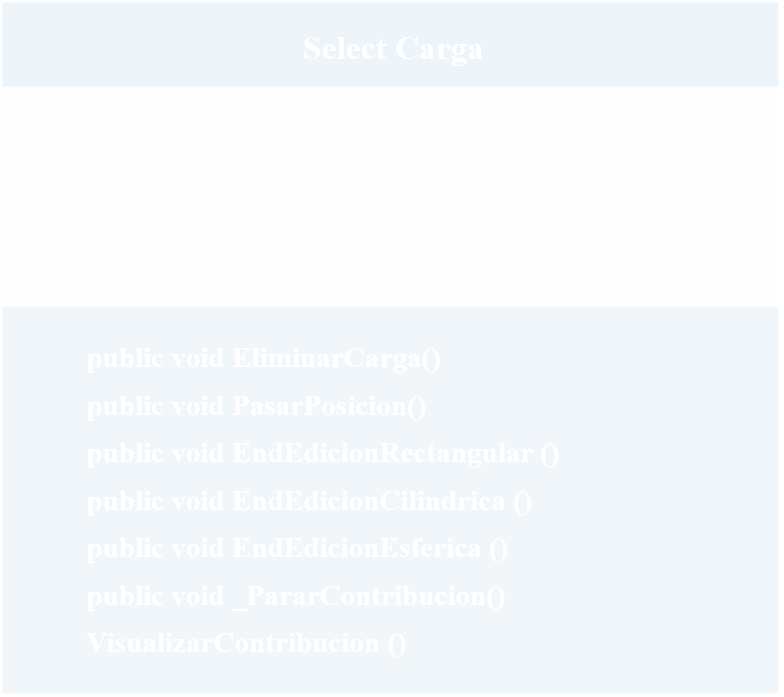 Select Carga
public void EliminarCarga()
public void PasarPosicion()
public void EndEdicionRectangular ()
public void EndEdicionCilindrica ()
public void EndEdicionEsferica ()
public void _PararContribucion()
VisualizarContribucion ()